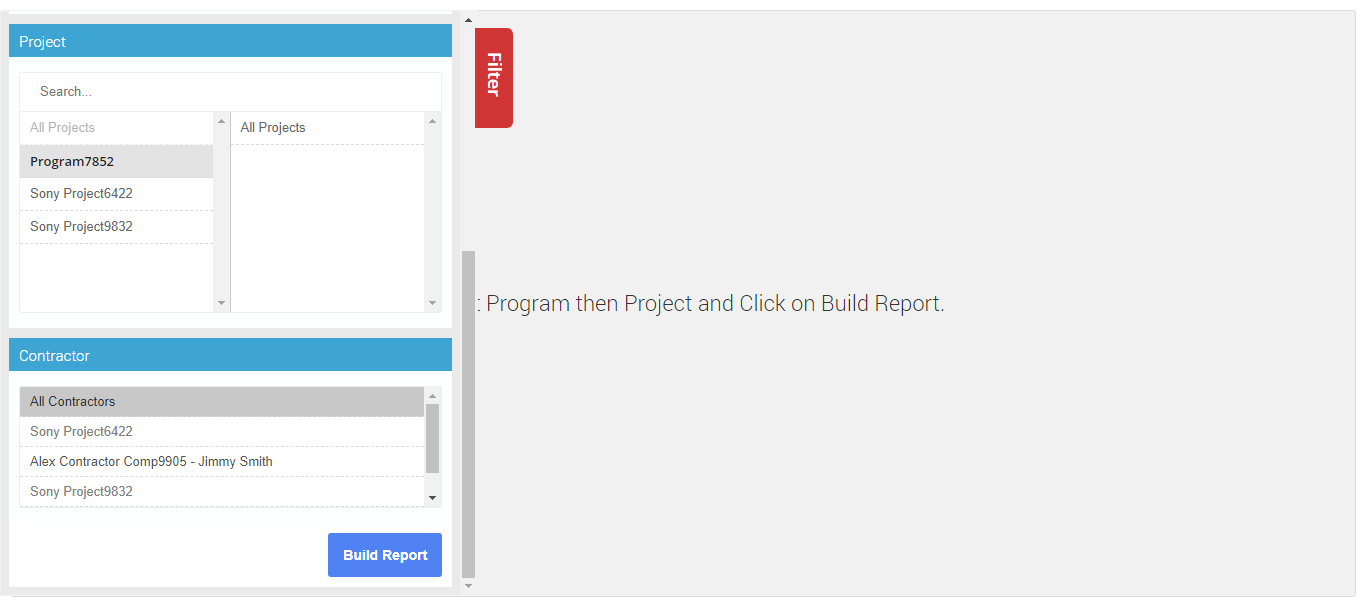 Project
Search...
All Projects
Program7852
Sony Project6422
Sony Project9832
All Projects
Contractor
All Contractors
Sony Project6422
Alex Contractor Comp9905 - Jimmy Smith
Sony Project9832
Build Report
Filter
: Program then Project and Click on Build Report.